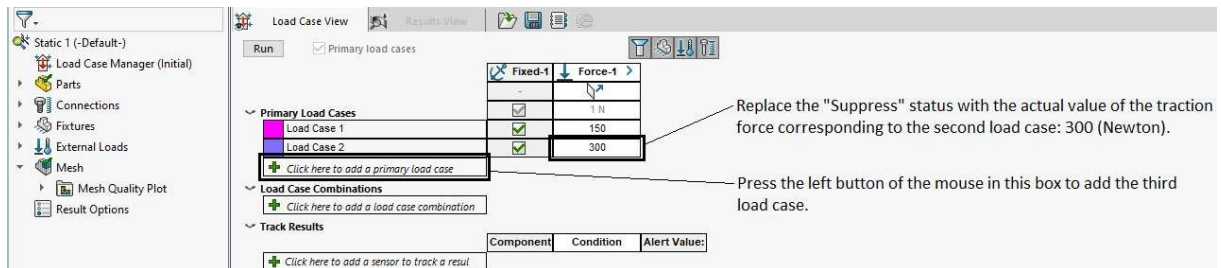 Load Case View
Results View
Static 1 (-Default-)
Load Case Manager (Initial)
Parts
Connections
Fixtures
External Loads
Mesh
Mesh Quality Plot
Result Options
Run
Primary load cases
Fixed-1
Force-1 >
-
Primary Load Cases
1 N
Load Case 1
150
Load Case 2
300
Click here to add a primary load case
Load Case Combinations
Click here to add a load case combination
Track Results
Component
Condition
Alert Value:
Click here to add a sensor to track a resul
Replace the "Suppress" status with the actual value of the traction
force corresponding to the second load case: 300 (Newton).
Press the left button of the mouse in this box to add the third
load case.